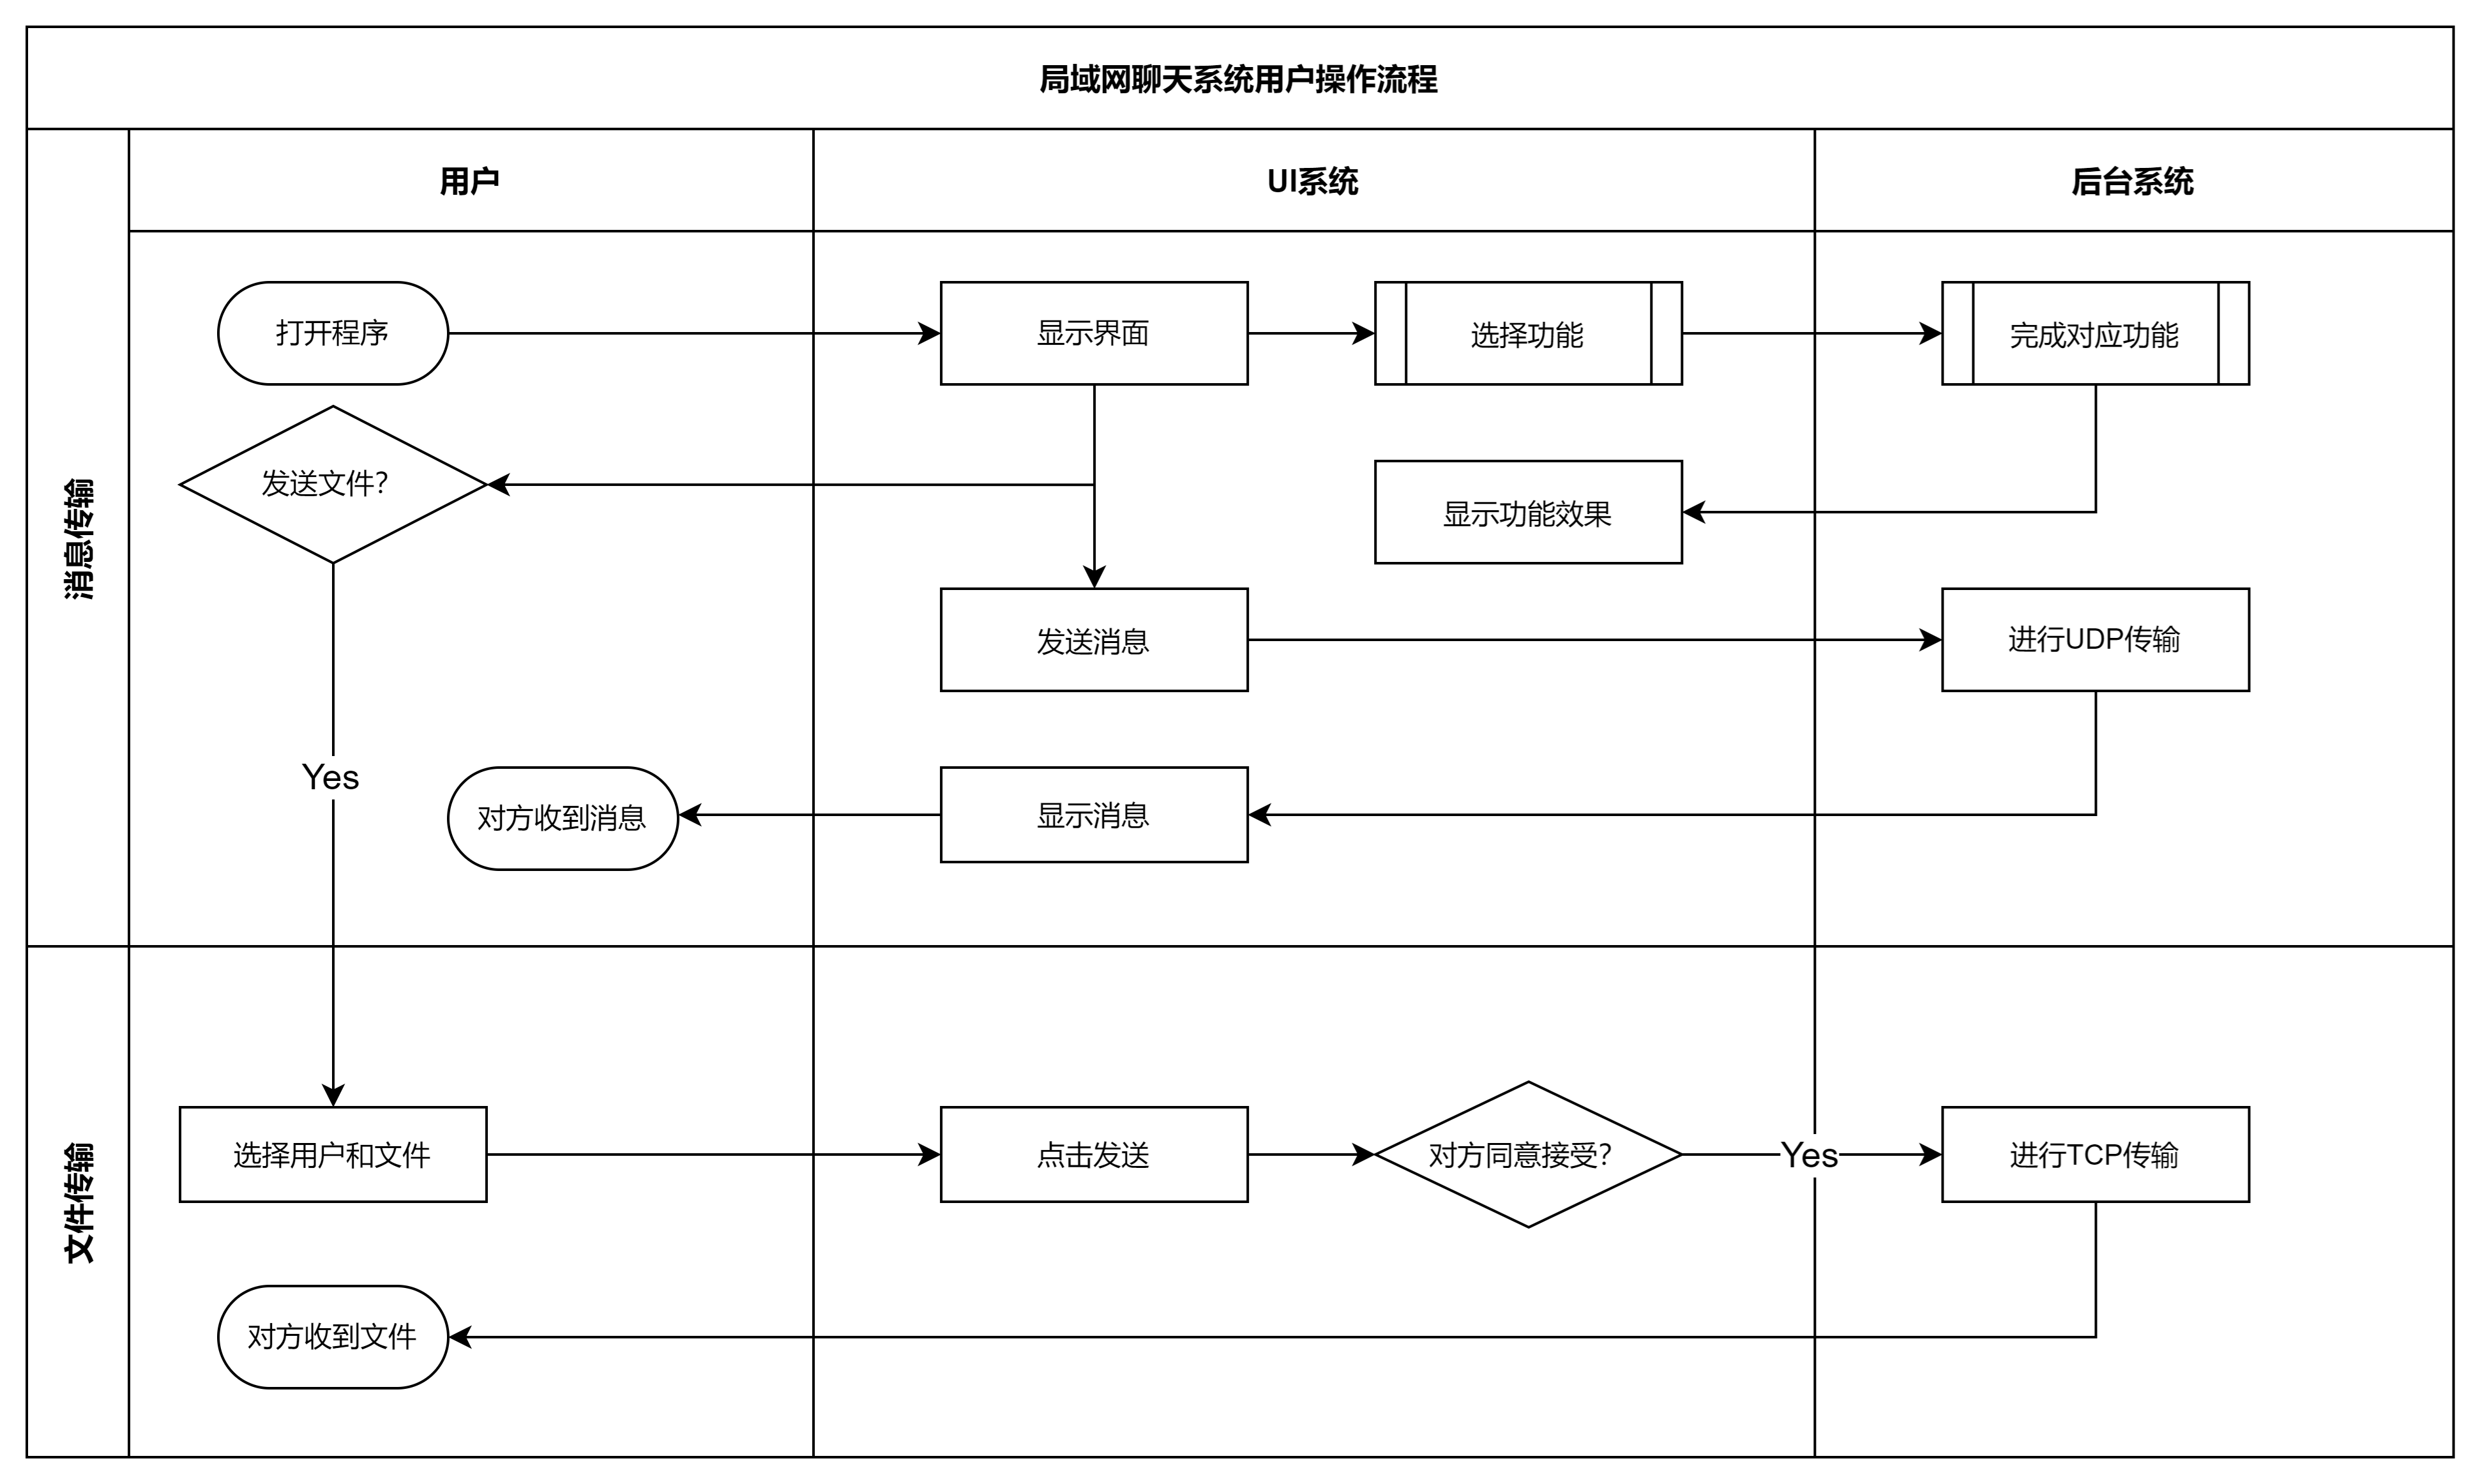 局域网聊天系统用户操作流程
用户
UI系统
后台系统
消息传输
打开程序
显示界面
选择功能
完成对应功能
发送文件?
显示功能效果
发送消息
进行UDP传输
Yes
对方收到消息
显示消息
文件传输
选择用户和文件
点击发送
对方同意接受?
Yes
进行TCP传输
对方收到文件